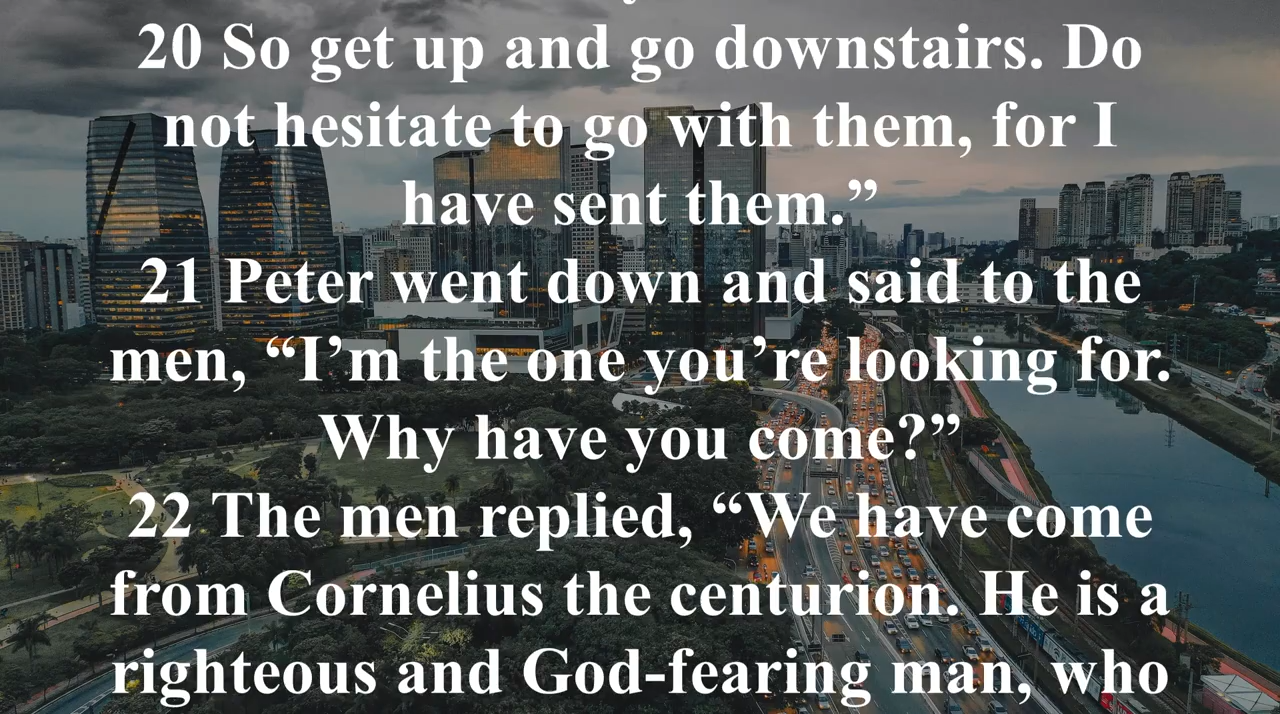 20 So get up and go downstairs. Do
not hesitate to go with them, for I
have sent them.”
21 Peter went down and said to the
men, “I’m the one you’re looking for.
Why have you come?”
22 The men replied, “We have come
from Cornelius the centurion. He is a
righteous and God-fearing man, who